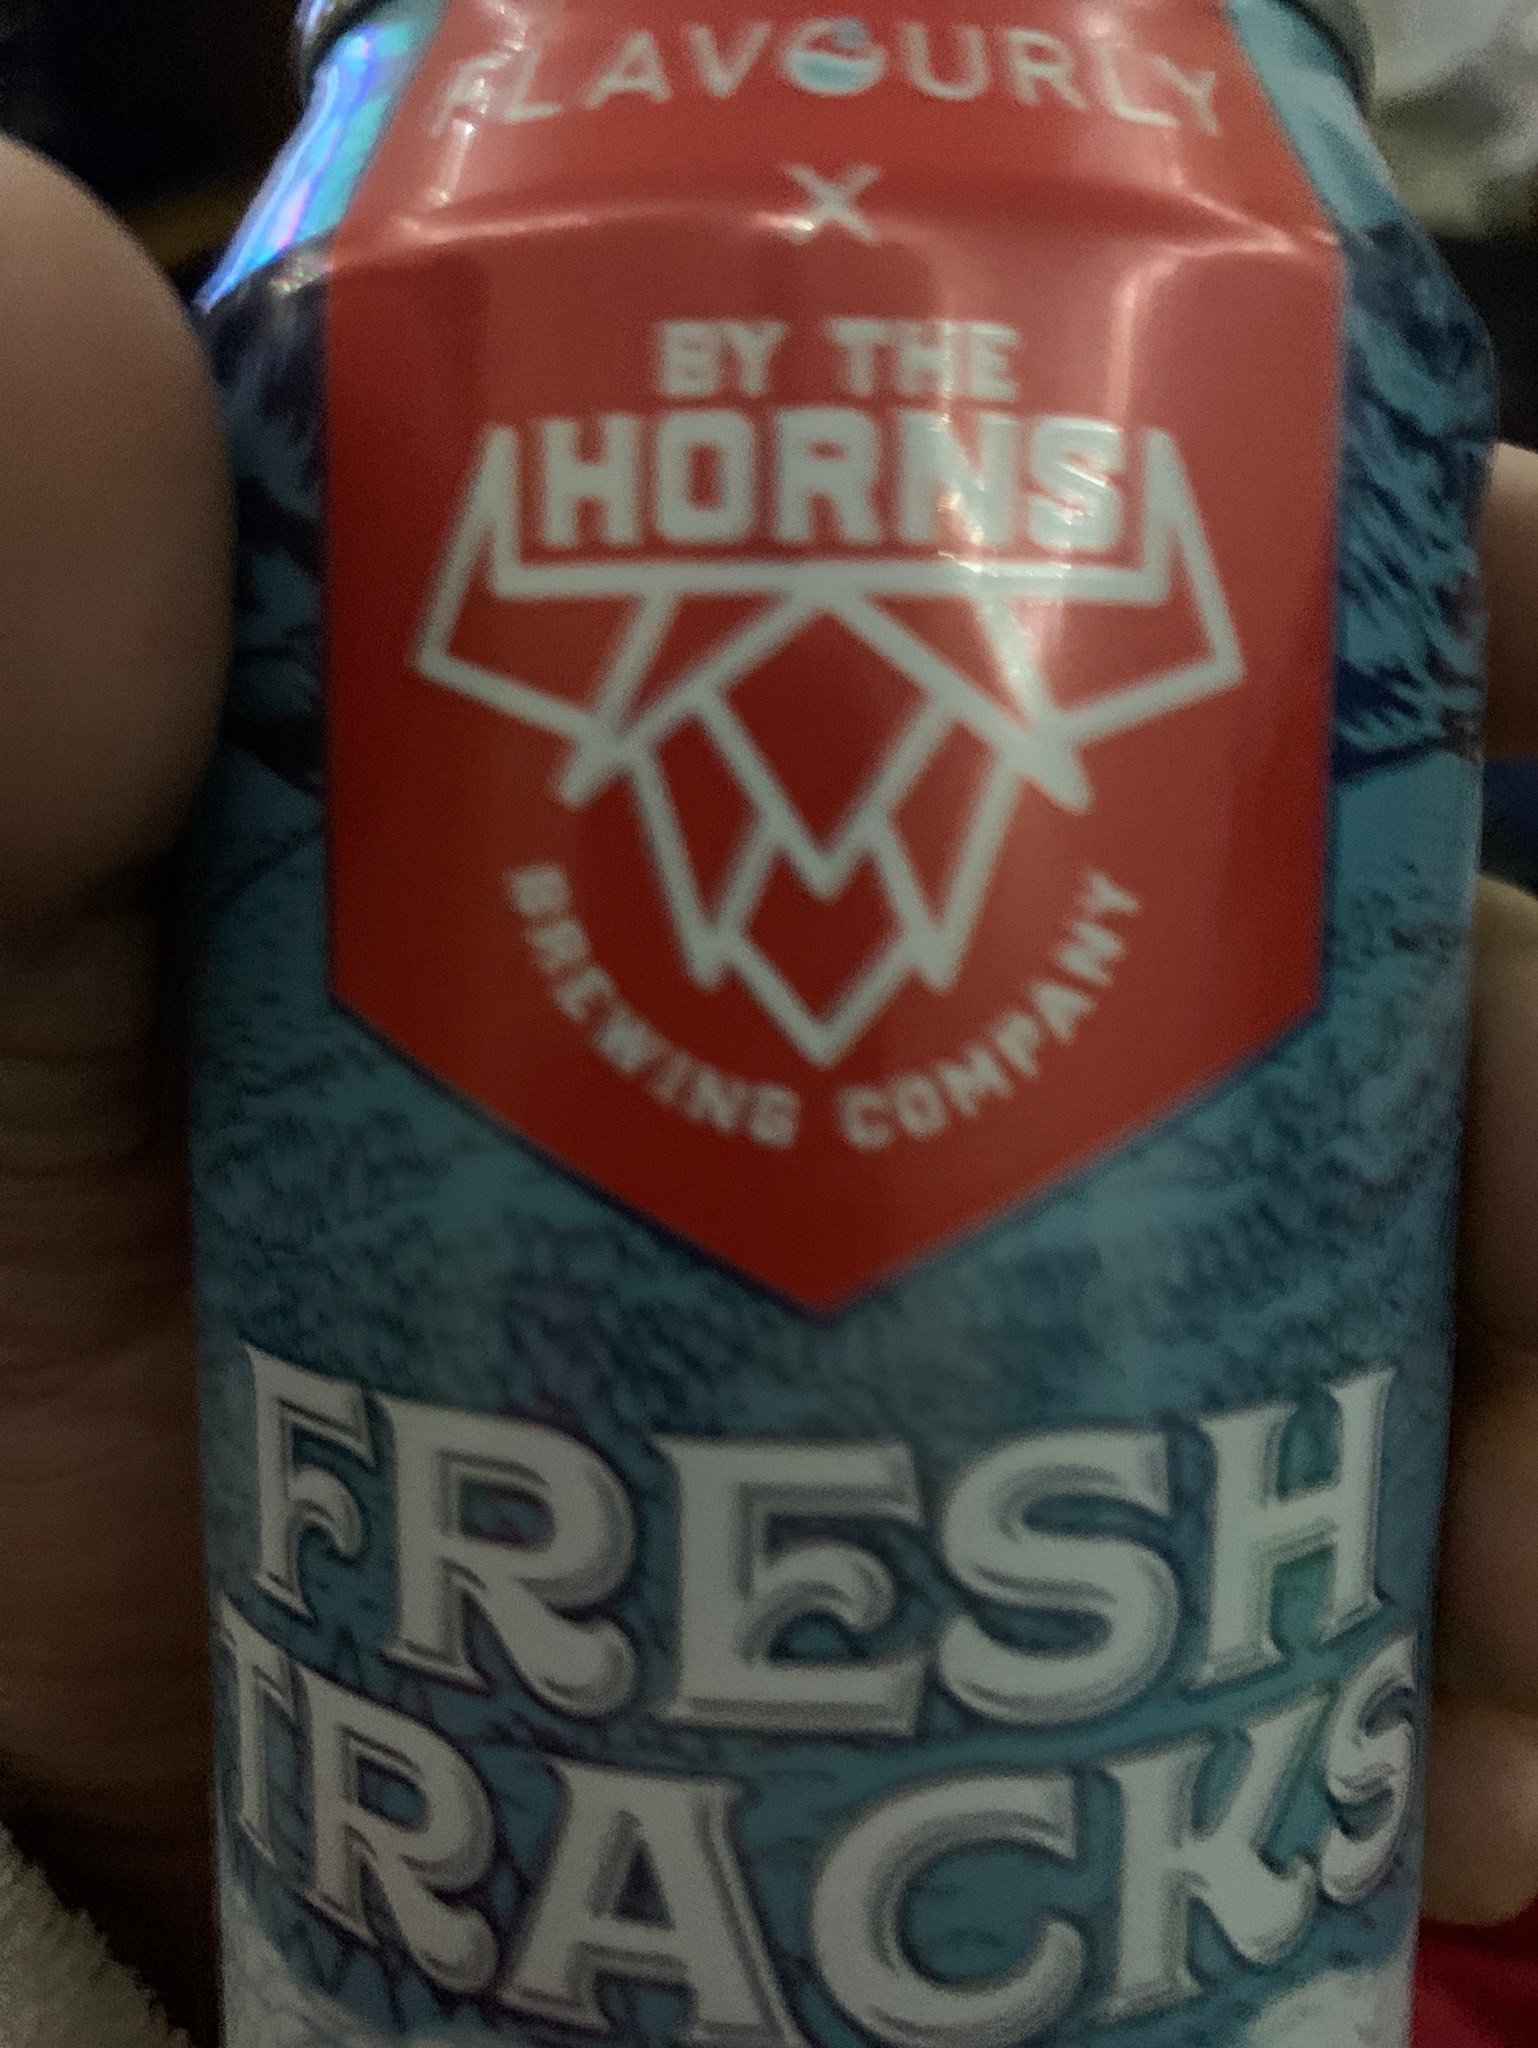 FLAVOURLY
X
BY THE
HORNS
BREWING COMPANY
FRESH
TRACKS